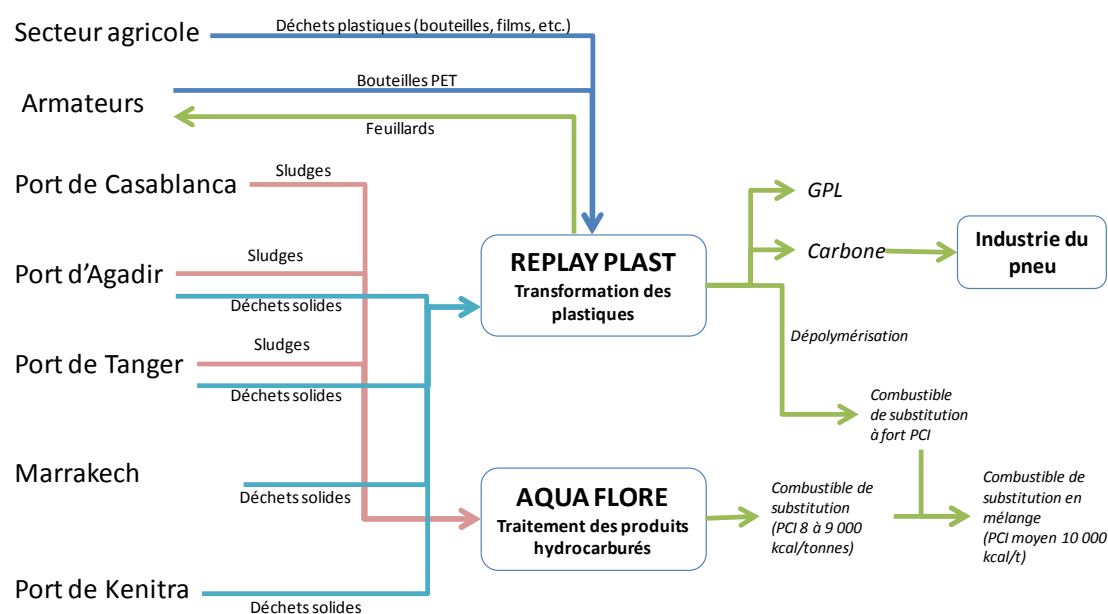 Secteur agricole
Déchets plastiques (bouteilles, films, etc.)
Bouteilles PET
Armateurs
Feuillards
Sludges
Port de Casablanca
GPL
Sludges
Port d'Agadir
Déchets solides
REPLAY PLAST
Transformation des
plastiques
Carbone
Industrie du
pneu
Sludges
Port de Tanger
Déchets solides
Dépolymérisation
Combustible
de substitution
à fort PCI
Marrakech
Déchets solides
AQUA FLORE
Traitement des produits
hydrocarburés
Combustible de
substitution
(PCI 8 à 9 000
kcal/tonnes)
Combustible de
substitution en
mélange
(PCI moyen 10 000
kcal/t)
Port de Kenitra
Déchets solides